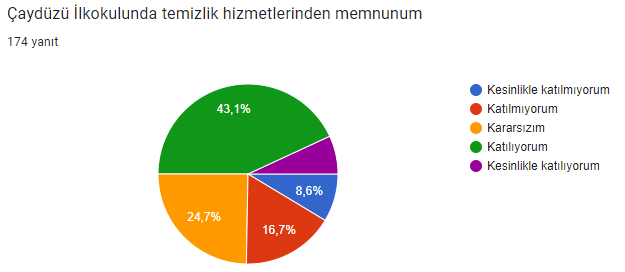 Çaydüzü İlkokulunda temizlik hizmetlerinden memnunum
174 yanıt
43,1%
8,6%
24,7%
16,7%
Kesinlikle katılmıyorum
Katılmıyorum
Kararsızım
Katılıyorum
Kesinlikle katılıyorum